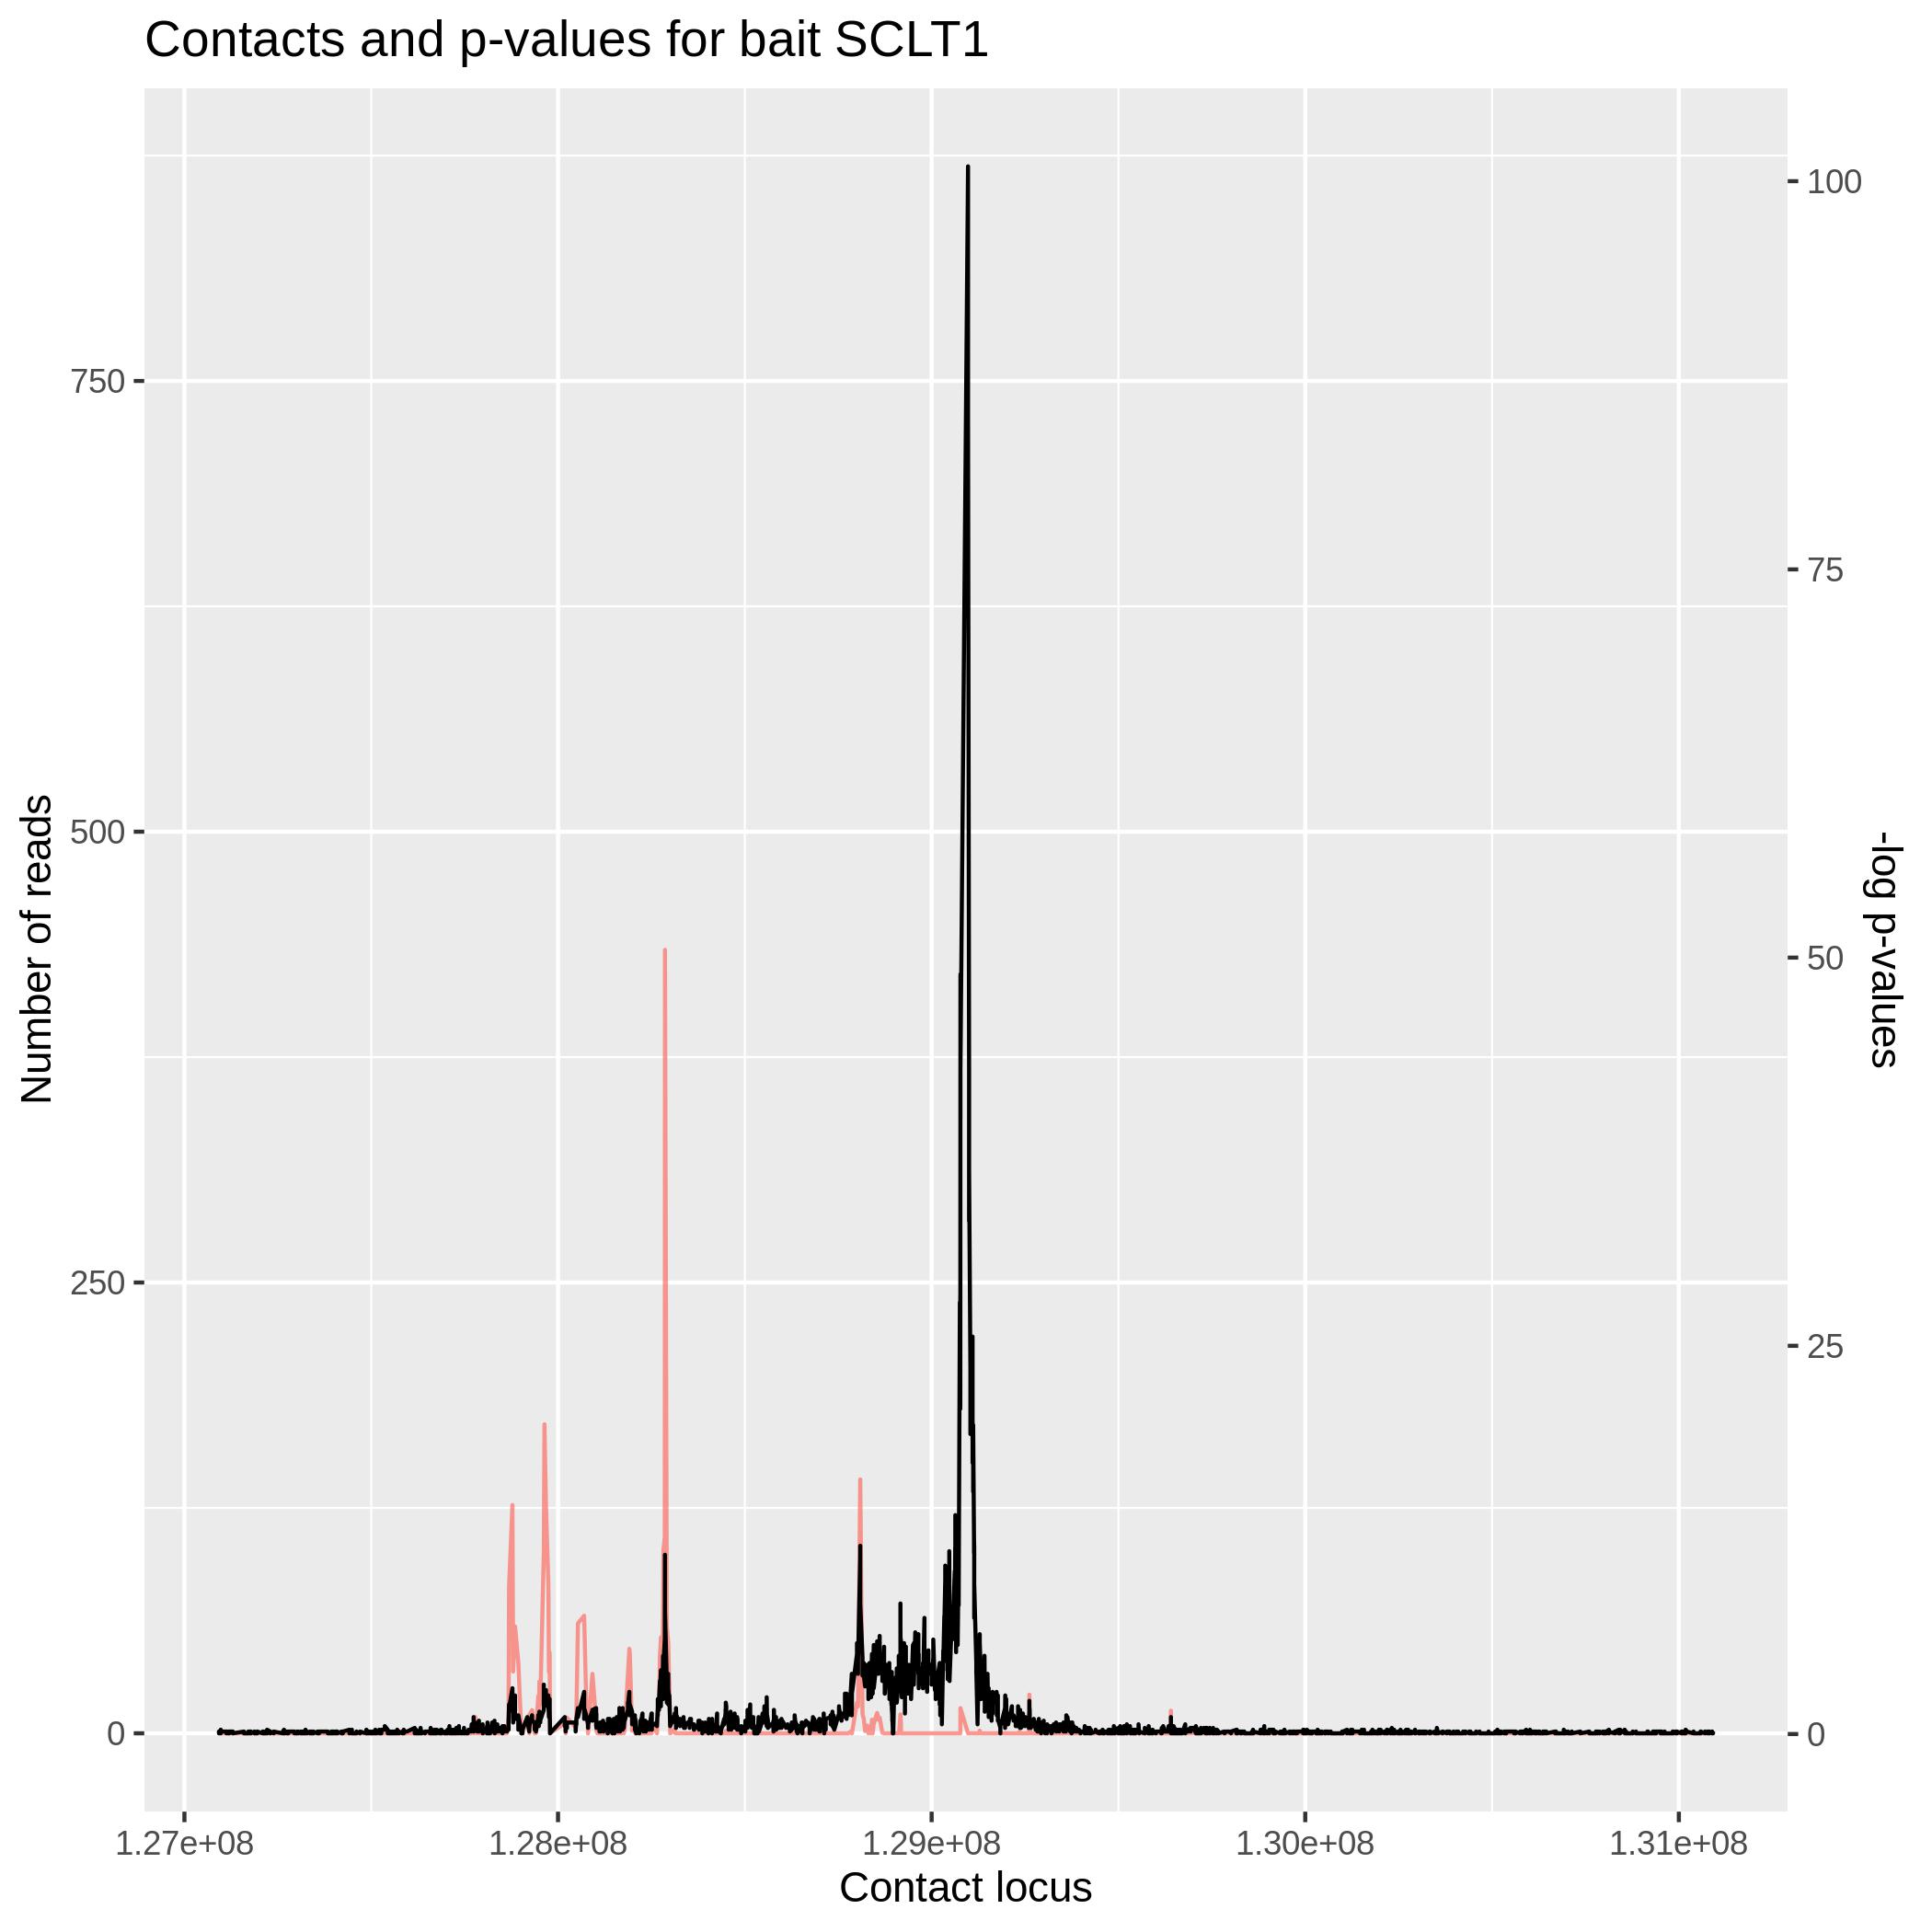 Contacts and p-values for bait SCLT1
Number of reads
750
500
250
0
100
75
50
25
0
-log p-values
1.27e+08
1.28e+08
1.29e+08
1.30e+08
1.31e+08
Contact locus